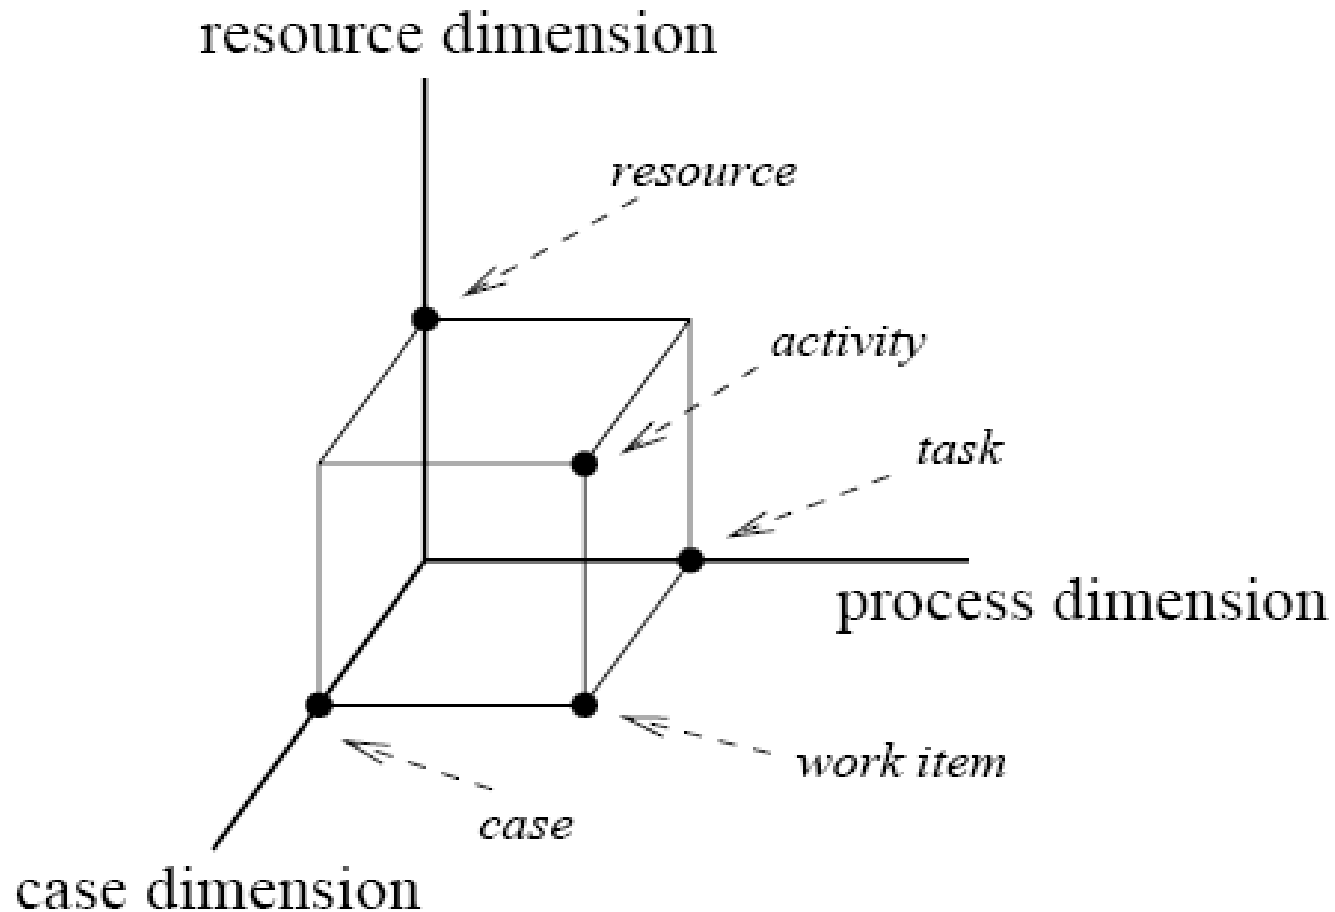 resource dimension
resource
activity
task
process dimension
work item
case
case dimension